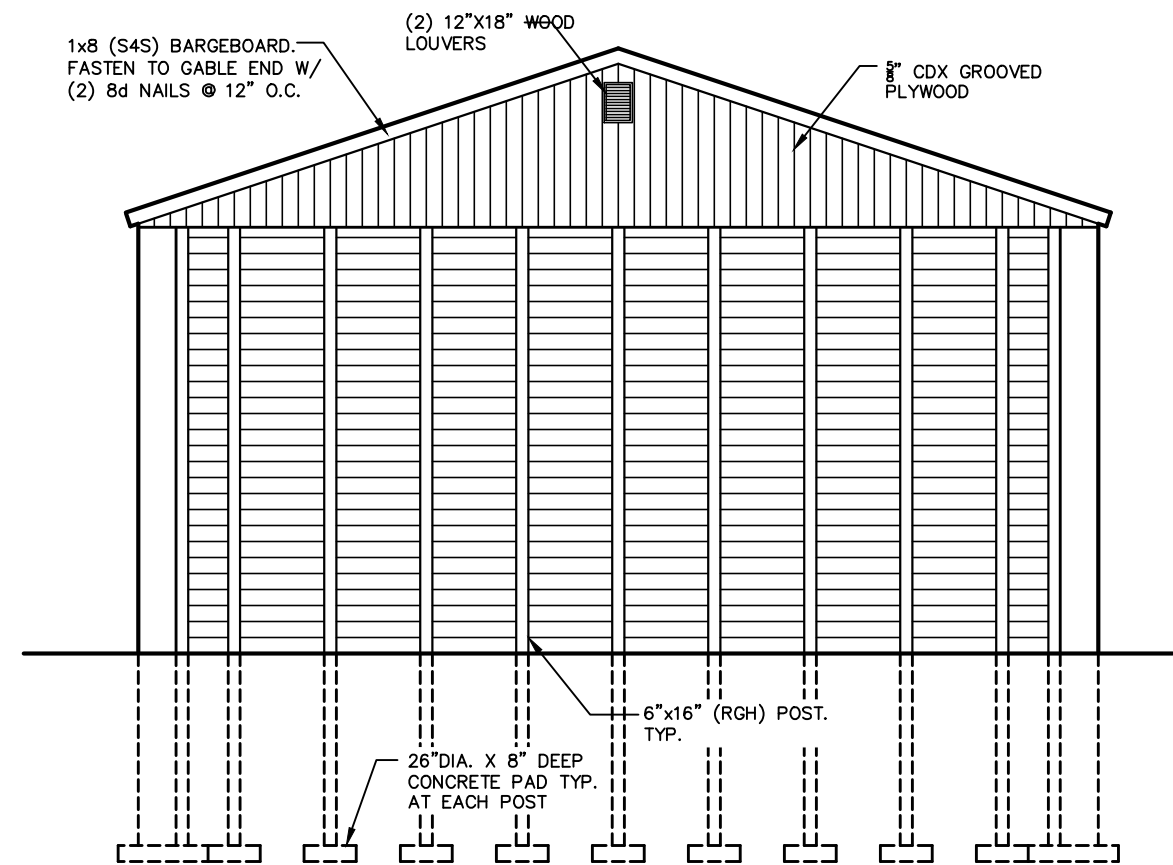 (2) 12"X18" WOOD
LOUVERS
1x8 (S4S) BARGEBOARD.
FASTEN TO GABLE END W/
(2) 8d NAILS @ 12" O.C.
5/8" CDX GROOVED
PLYWOOD
6"x16" (RGH) POST.
TYP.
26"DIA. X 8" DEEP
CONCRETE PAD TYP.
AT EACH POST